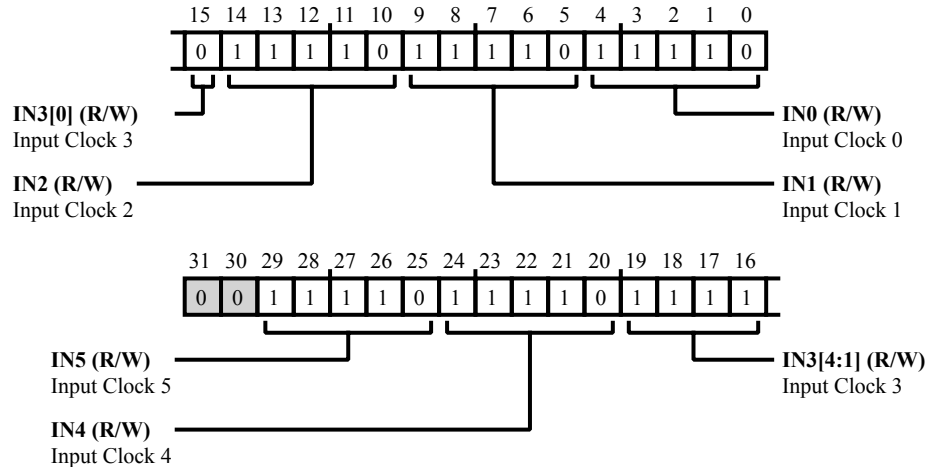 15 14 13 12 11 10 9 8 7 6 5 4 3 2 1 0
0 1 1 1 1 0 1 1 1 1 0 1 1 1 1 0
IN3[0] (R/W)
Input Clock 3
IN0 (R/W)
Input Clock 0
IN2 (R/W)
Input Clock 2
IN1 (R/W)
Input Clock 1
31 30 29 28 27 26 25 24 23 22 21 20 19 18 17 16
0 0 1 1 1 1 0 1 1 1 1 0 1 1 1 1
IN5 (R/W)
Input Clock 5
IN3[4:1] (R/W)
Input Clock 3
IN4 (R/W)
Input Clock 4